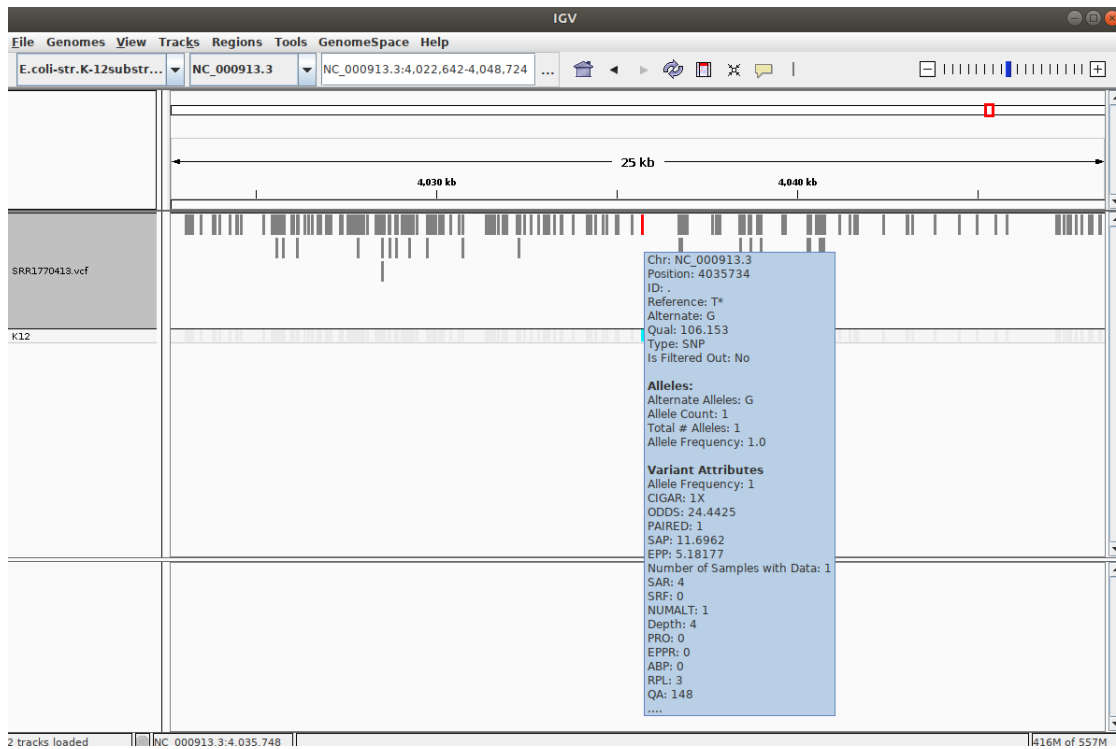 IGV
File Genomes View Tracks Regions Tools GenomeSpace Help
E.coli-str.K-12substr... NC_000913.3 NC_000913.3:4,022,642-4,048,724 ...
25 kb
4,030 kb 4,040 kb
SRR1770413.vcf
K12
Chr: NC_000913.3
Position: 4035734
ID: .
Reference: T*
Alternate: G
Qual: 106.153
Type: SNP
Is Filtered Out: No
Alleles:
Alternate Alleles: G
Allele Count: 1
Total # Alleles: 1
Allele Frequency: 1.0
Variant Attributes
Allele Frequency: 1
CIGAR: 1X
ODDS: 24.4425
PAIRED: 1
SAP: 11.6962
EPP: 5.18177
Number of Samples with Data: 1
SAR: 4
SRF: 0
NUMALT: 1
Depth: 4
PRO: 0
EPPR: 0
ABP: 0
RPL: 3
QA: 148
....
2 tracks loaded NC_000913.3:4,035,748 416M of 557M